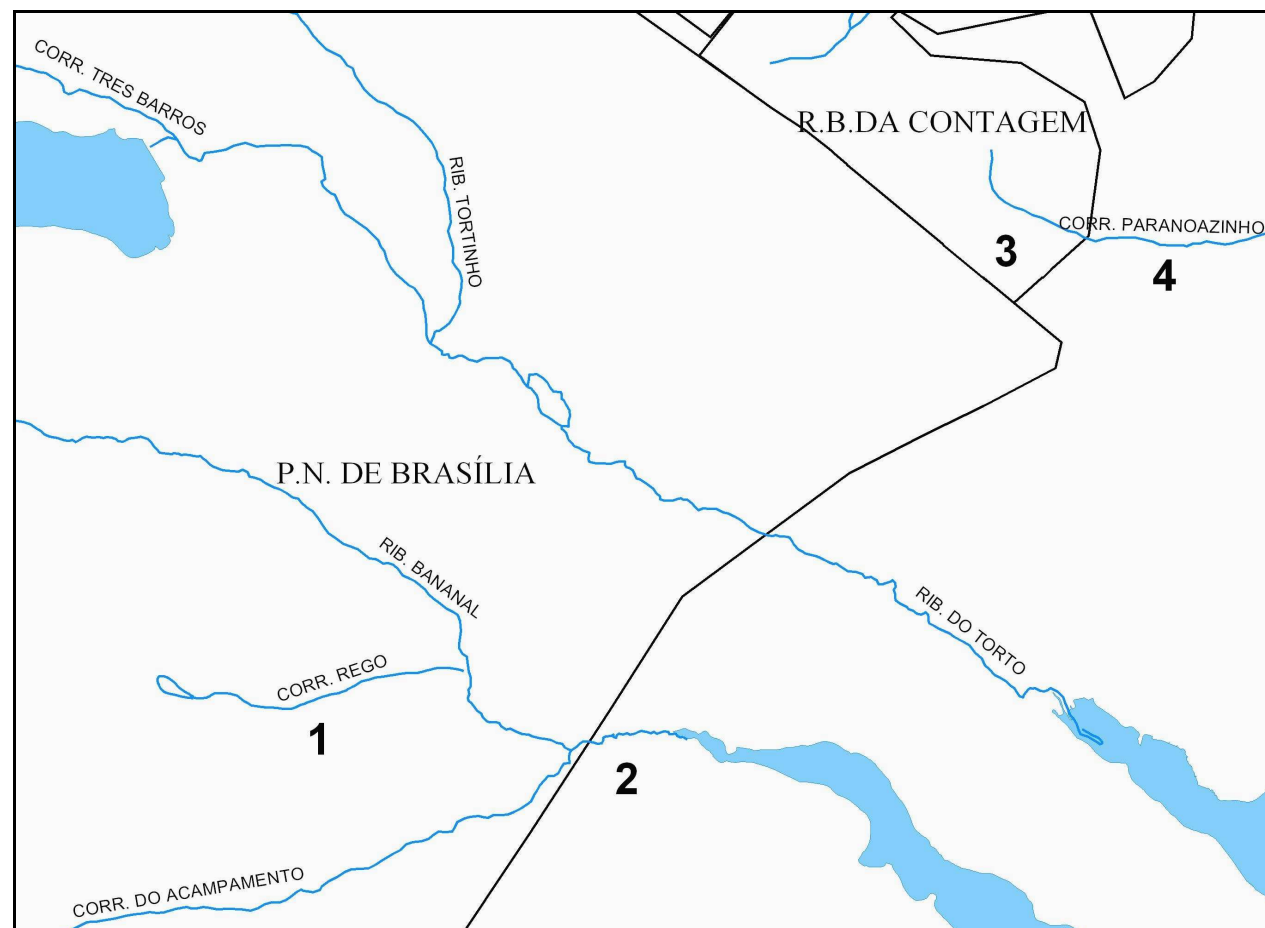 CORR. TRES BARROS
RIB. TORTINHO
R.B.DA CONTAGEM
CORR. PARANOAZINHO
3
4
P.N. DE BRASÍLIA
RIB. BANANAL
RIB. DO TORTO
CORR. REGO
1
2
CORR. DO ACAMPAMENTO